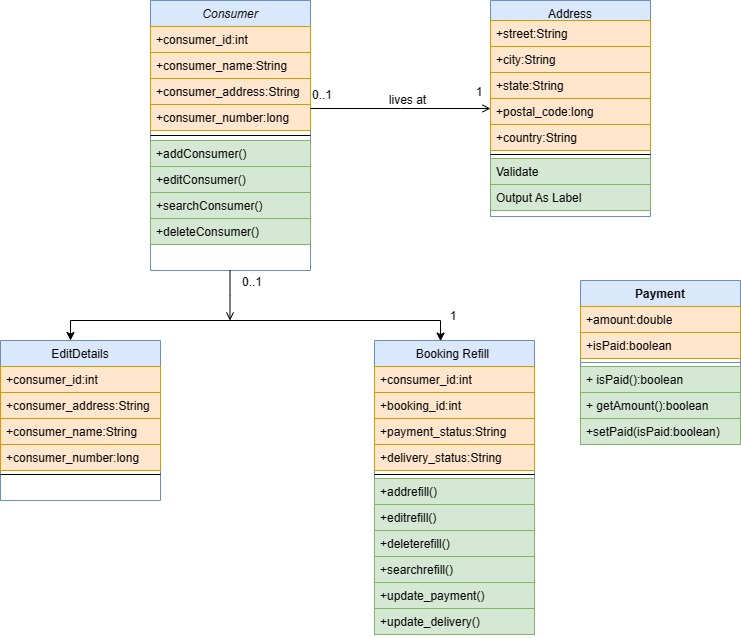 Consumer
+consumer_id:int
+consumer_name:String
+consumer_address:String
+consumer_number:long
+addConsumer()
+editConsumer()
+searchConsumer()
+deleteConsumer()
0..1
lives at
1
Address
+street:String
+city:String
+state:String
+postal_code:long
+country:String
Validate
Output As Label
0..1
1
EditDetails
+consumer_id:int
+consumer_address:String
+consumer_name:String
+consumer_number:long
Booking Refill
+consumer_id:int
+booking_id:int
+payment_status:String
+delivery_status:String
+addrefill()
+editrefill()
+deleterefill()
+searchrefill()
+update_payment()
+update_delivery()
Payment
+amount:double
+isPaid:boolean
+ isPaid():boolean
+ getAmount():boolean
+setPaid(isPaid:boolean)